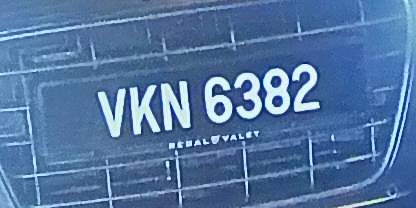 VKN 6382
REGAL VALET